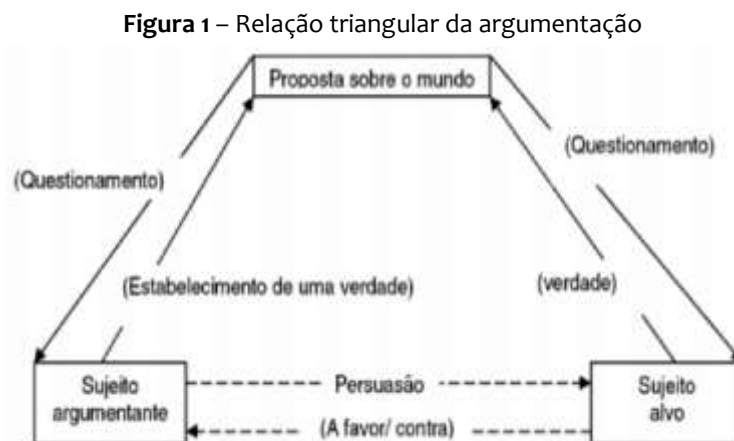 Figura 1 – Relação triangular da argumentação
Proposta sobre o mundo
(Questionamento)
(Questionamento)
(Estabelecimento de uma verdade)
(verdade)
Sujeito
argumentante
Persuasão
(A favor/ contra)
Sujeito
alvo